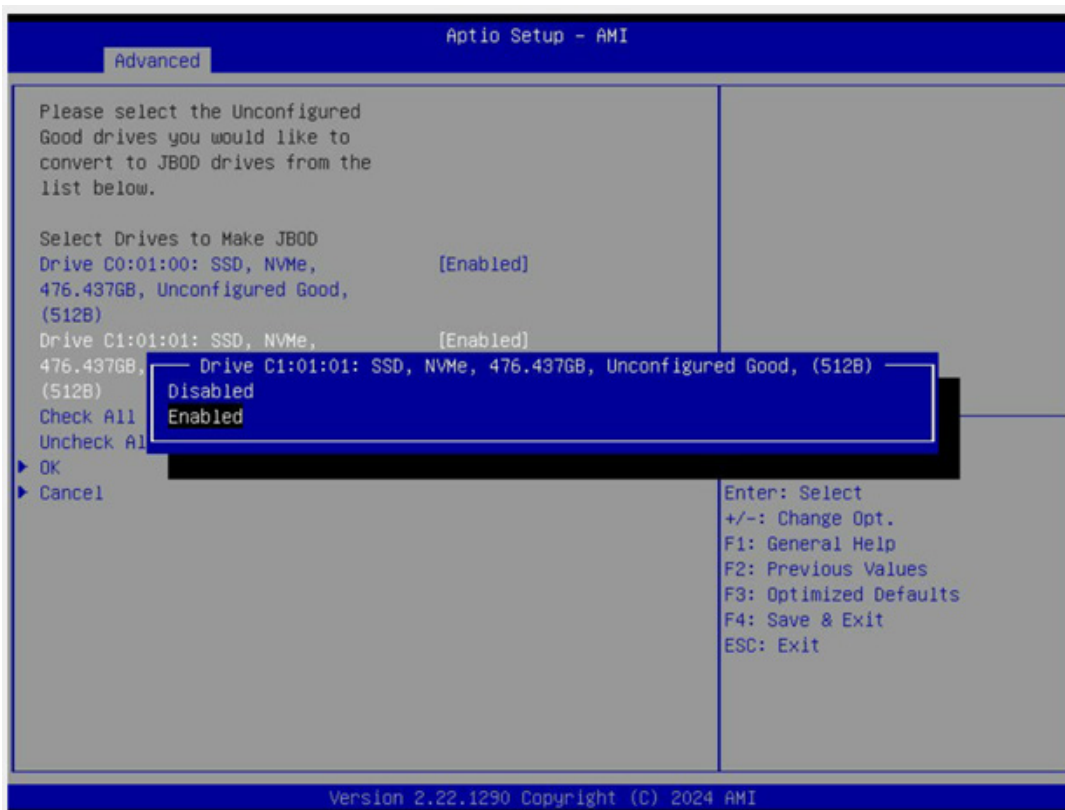 Aptio Setup – AMI
Advanced
Please select the Unconfigured
Good drives you would like to
convert to JBOD drives from the
list below.
Select Drives to Make JBOD
Drive C0:01:00: SSD, NVMe, [Enabled]
476.437GB, Unconfigured Good,
(512B)
Drive C1:01:01: SSD, NVMe, [Enabled]
476.437GB,
(512B)
Drive C1:01:01: SSD, NVMe, 476.437GB, Unconfigured Good, (512B)
Disabled
Enabled
Check All
Uncheck Al
OK
Cancel
Enter: Select
+/-: Change Opt.
F1: General Help
F2: Previous Values
F3: Optimized Defaults
F4: Save & Exit
ESC: Exit
Version 2.22.1290 Copyright (C) 2024 AMI